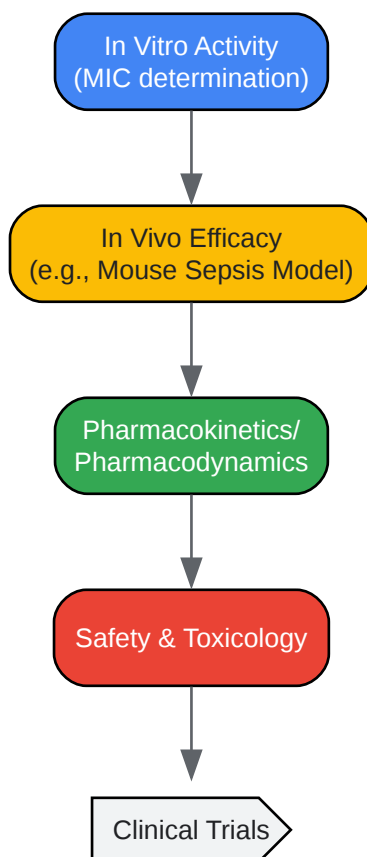 In Vitro Activity
(MIC determination)
In Vivo Efficacy
(e.g., Mouse Sepsis Model)
Pharmacokinetics/
Pharmacodynamics
Safety & Toxicology
Clinical Trials